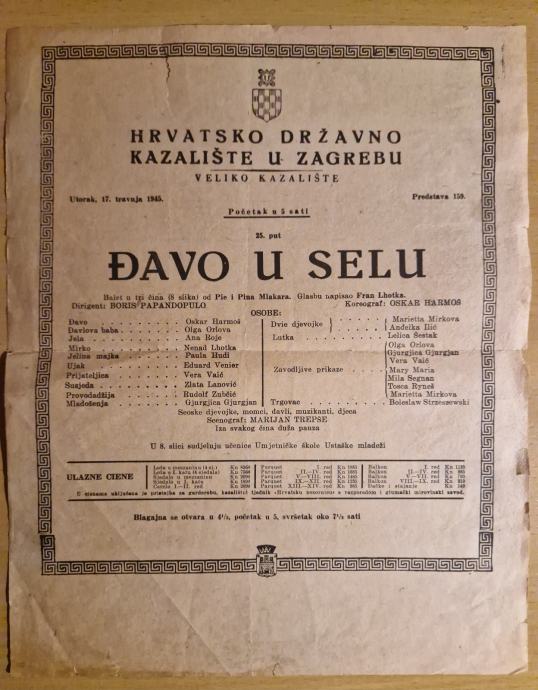 HRVATSKO DRŽAVNO
KAZALIŠTE U ZAGREBU
VELIKO KAZALIŠTE
Utorak, 17. travnja 1945.
Predstava 159.
Početak u 5 sati
25. put
ĐAVO U SELU
Balet u tri čina (8 slika) od Pie i Pina Mlakara. Glasbu napisao Fran Lhotka.
Dirigent: BORIS PAPANDOPULO Koreograf: OSKAR HARMOŠ
OSOBE:
Đavo . . . . . . . . . . Oskar Harmoš
Đavlova baba . . . . . . . Olga Orlova
Jela . . . . . . . . . . Ana Roje
Mirko . . . . . . . . . . Nenad Lhotka
Jelina majka . . . . . . . Paula Hudi
Ujak . . . . . . . . . . Eduard Venier
Prijateljica . . . . . . . Vera Vaić
Susjeda . . . . . . . . . Zlata Lanović
Provodadžija . . . . . . . Rudolf Zubčić
Mladoženja . . . . . . . Gjurgjica Gjurgjan
Dvije djevojke . . . . . . Marietta Mirkova
Anđelka Ilić
Lutka . . . . . . . . . . Lelica Šestak
Zavodljive prikaze . . . . Olga Orlova
Gjurgjica Gjurgjan
Vera Vaić
Mary Maria
Mila Segnan
Tosca Ryneš
Marietta Mirkova
Trgovac . . . . . . . . . Boleslaw Strzeszewski
Seoske djevojke, momci, đavli, muzikanti, djeca
Scenograf: MARIJAN TREPSE
Iza svakog čina duža pauza
U 8. slici sudjeluju učenice Umjetničke škole Ustaške mladeži
ULAZNE CIENE
Blagajna se otvara u 4½, početak u 5, svršetak oko 7½ sati